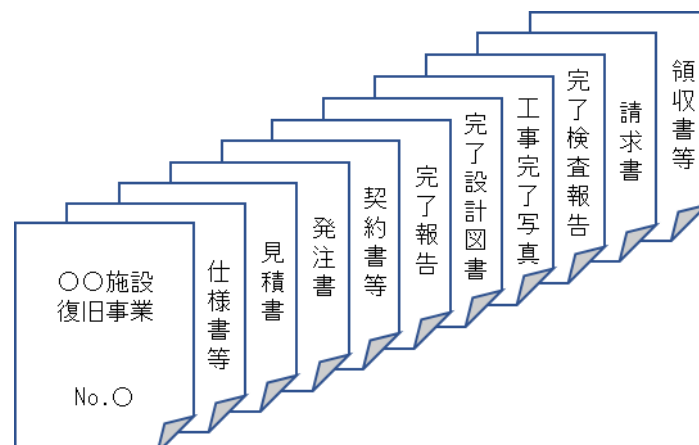 〇〇施設
復旧事業
No.〇
仕様書等
見積書
発注書
契約書等
完了報告
完了設計図書
工事完了写真
完了検査報告
請求書
領収書等